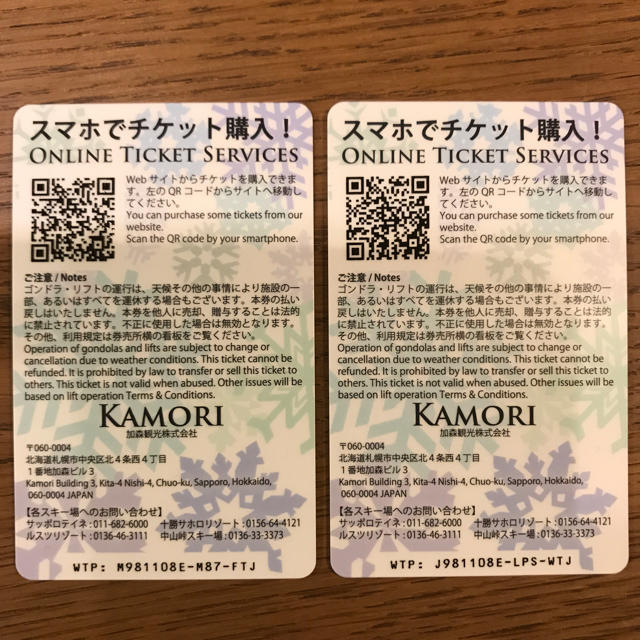 スマホでチケット購入！
ONLINE TICKET SERVICES
Web サイトからチケットを購入できま
す。左の QR コードからサイトへ移動し
てください。
You can purchase some tickets from our
website.
Scan the QR code by your smartphone.
ご注意 / Notes
ゴンドラ・リフトの運行は、天候その他の事情により施設の一
部、あるいはすべてを運休する場合もございます。本券の払い
戻しはいたしません。本券を他人に売却、贈与することは法的
に禁止されています。不正に使用した場合は無効となります。
その他、利用規定は券売所横の看板をご覧ください。
Operation of gondolas and lifts are subject to change or
cancellation due to weather conditions. This ticket cannot be
refunded. It is prohibited by law to transfer or sell this ticket to
others. This ticket is not valid when abused. Other issues will be
based on lift operation Terms & Conditions.
KAMORI
加森観光株式会社
〒060-0004
北海道札幌市中央区北４条西４丁目
１番地加森ビル３
Kamori Building 3, Kita-4 Nishi-4, Chuo-ku, Sapporo, Hokkaido,
060-0004 JAPAN
【各スキー場へのお問い合わせ】
サッポロテイネ : 011-682-6000 十勝サホロリゾート : 0156-64-4121
ルスツリゾート : 0136-46-3111 中山峠スキー場 : 0136-33-3373
WTP: M981108E-M87-FTJ
スマホでチケット購入！
ONLINE TICKET SERVICES
Web サイトからチケットを購入できま
す。左の QR コードからサイトへ移動し
てください。
You can purchase some tickets from our
website.
Scan the QR code by your smartphone.
ご注意 / Notes
ゴンドラ・リフトの運行は、天候その他の事情により施設の一
部、あるいはすべてを運休する場合もございます。本券の払い
戻しはいたしません。本券を他人に売却、贈与することは法的
に禁止されています。不正に使用した場合は無効となります。
その他、利用規定は券売所横の看板をご覧ください。
Operation of gondolas and lifts are subject to change or
cancellation due to weather conditions. This ticket cannot be
refunded. It is prohibited by law to transfer or sell this ticket to
others. This ticket is not valid when abused. Other issues will be
based on lift operation Terms & Conditions.
KAMORI
加森観光株式会社
〒060-0004
北海道札幌市中央区北４条西４丁目
１番地加森ビル３
Kamori Building 3, Kita-4 Nishi-4, Chuo-ku, Sapporo, Hokkaido,
060-0004 JAPAN
【各スキー場へのお問い合わせ】
サッポロテイネ : 011-682-6000 十勝サホロリゾート : 0156-64-4121
ルスツリゾート : 0136-46-3111 中山峠スキー場 : 0136-33-3373
WTP: J981108E-LPS-WTJ